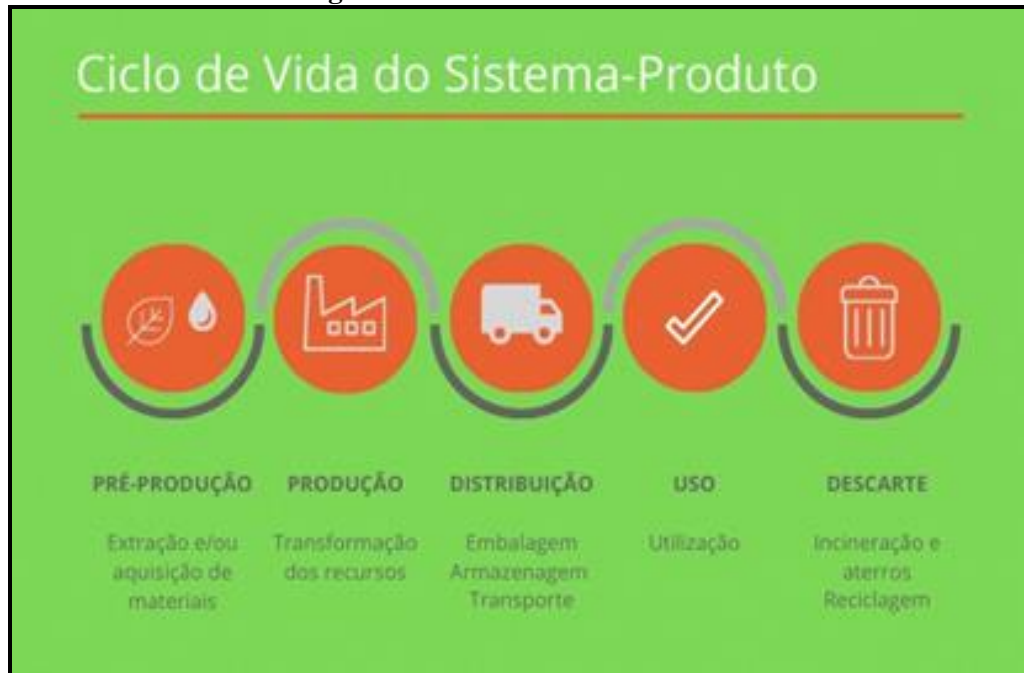 Ciclo de Vida do Sistema-Produto
PRÉ-PRODUÇÃO
Extração e/ou
aquisição de
materiais
PRODUÇÃO
Transformação
dos recursos
DISTRIBUIÇÃO
Embalagem
Armazenagem
Transporte
USO
Utilização
DESCARTE
Incineração e
aterros
Reciclagem